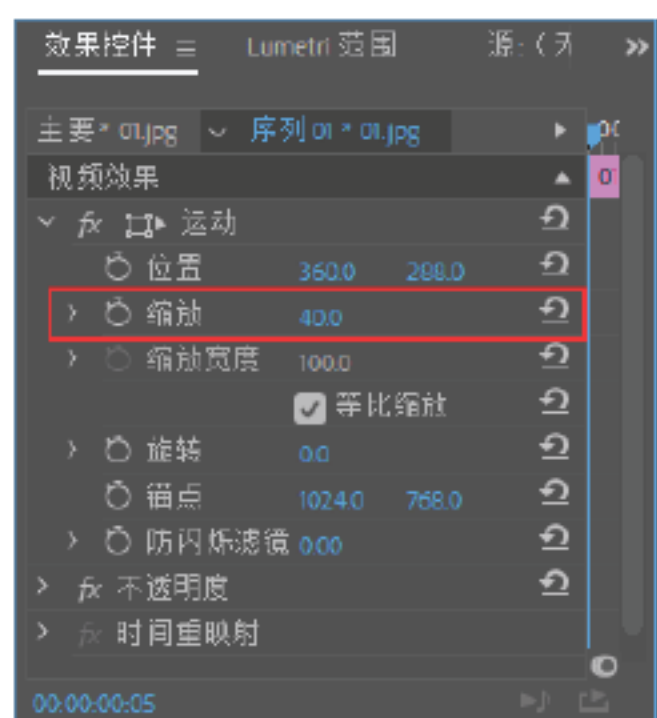 效果控件 Lumetri 范围 源:(无
主要* 01.jpg 序列 01 * 01.jpg
视频效果
fx 运动
位置 360.0 288.0
缩放 40.0
缩放宽度 100.0
等比缩放
旋转 0.0
锚点 1024.0 768.0
防闪烁滤镜 0.00
fx 不透明度
fx 时间重映射
00:00:00:05